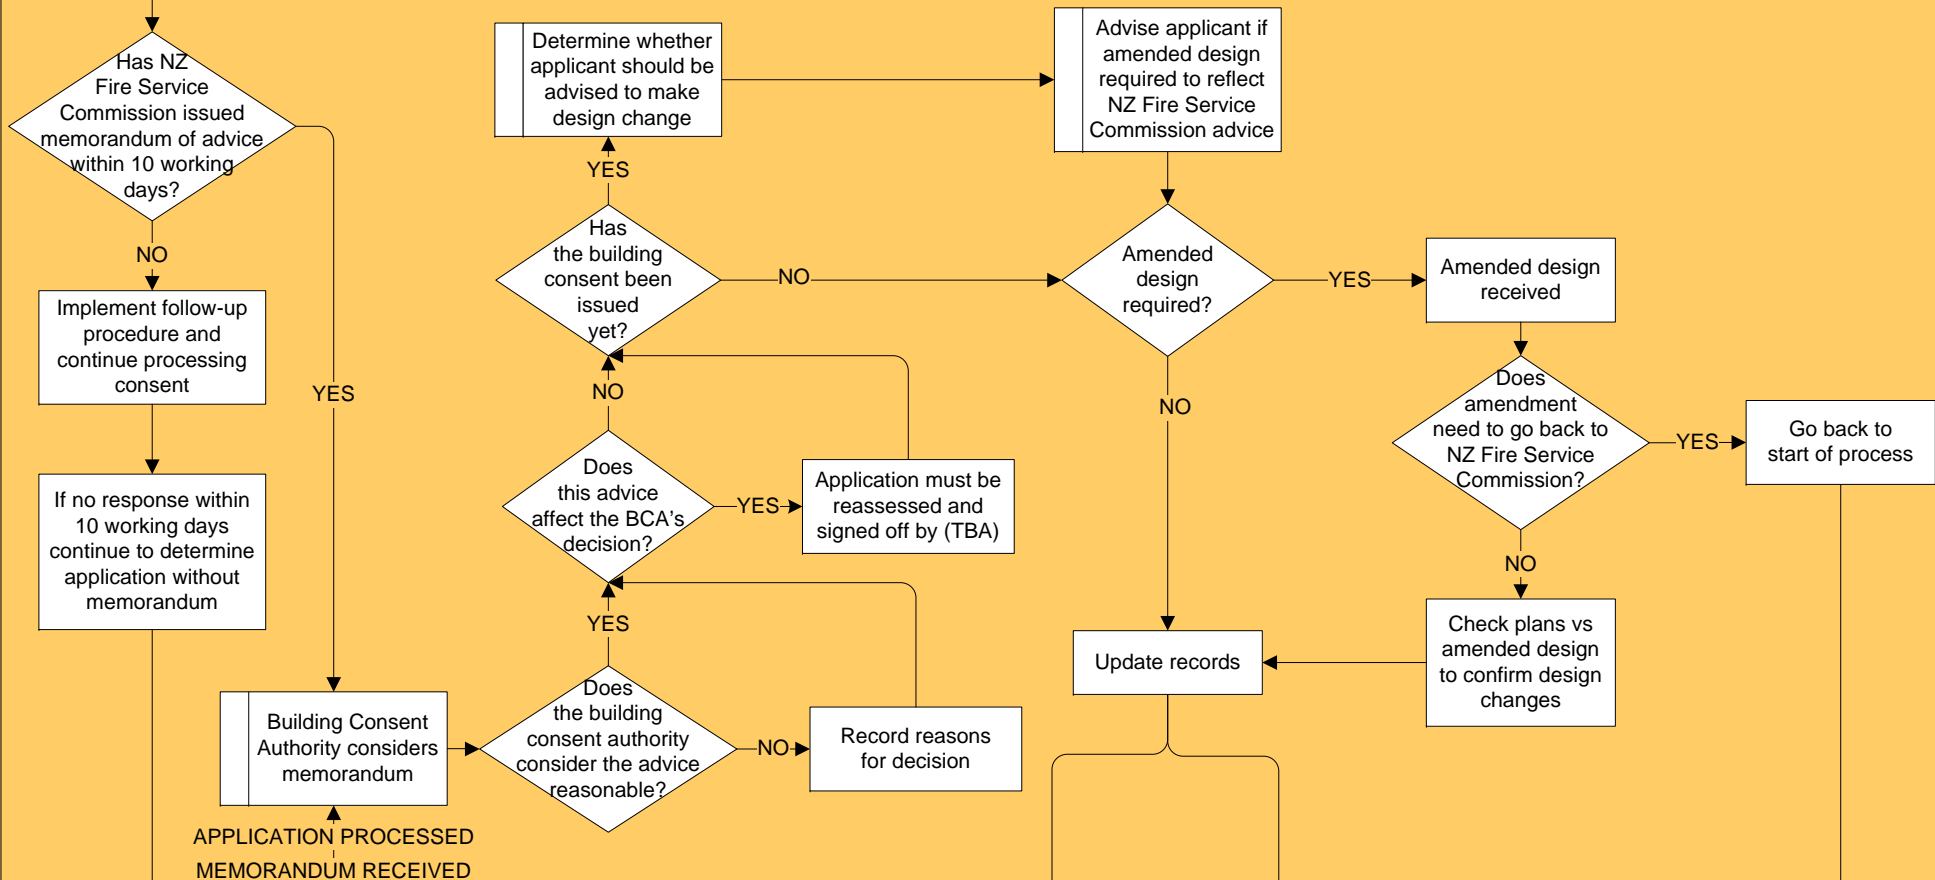 Has NZ
Fire Service
Commission issued
memorandum of advice
within 10 working
days?
NO
Implement follow-up
procedure and
continue processing
consent
If no response within
10 working days
continue to determine
application without
memorandum
YES
Building Consent
Authority considers
memorandum
APPLICATION PROCESSED
MEMORANDUM RECEIVED
Determine whether
applicant should be
advised to make
design change
YES
Has
the building
consent been
issued
yet?
NO
NO
Does
this advice
affect the BCA's
decision?
YES
Application must be
reassessed and
signed off by (TBA)
YES
Does
the building
consent authority
consider the advice
reasonable?
NO
Record reasons
for decision
Advise applicant if
amended design
required to reflect
NZ Fire Service
Commission advice
Amended
design
required?
YES
NO
Update records
Amended design
received
Does
amendment
need to go back to
NZ Fire Service
Commission?
YES
NO
Check plans vs
amended design
to confirm design
changes
Go back to
start of process